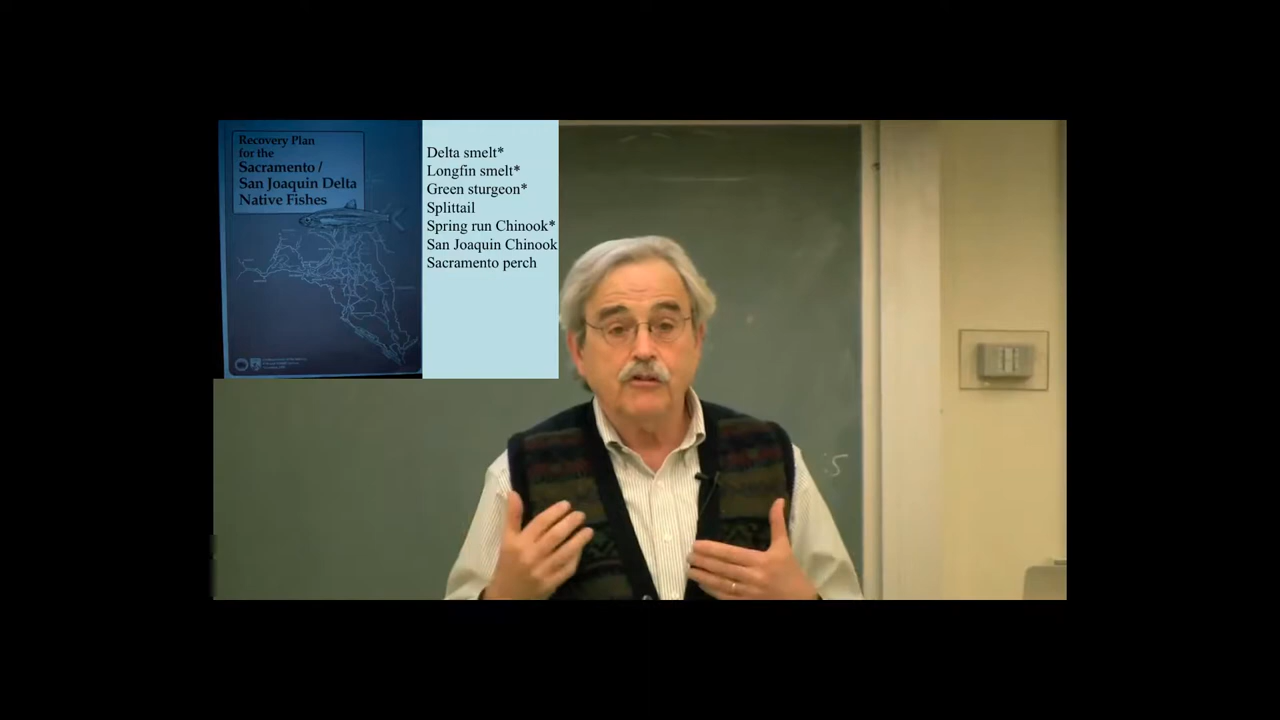 Recovery Plan
for the
Sacramento /
San Joaquin Delta
Native Fishes
Delta smelt*
Longfin smelt*
Green sturgeon*
Splittail
Spring run Chinook*
San Joaquin Chinook
Sacramento perch
:5